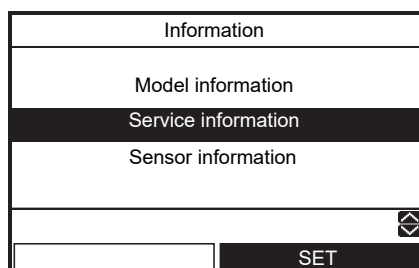 Information
Model information
Service information
Sensor information
SET